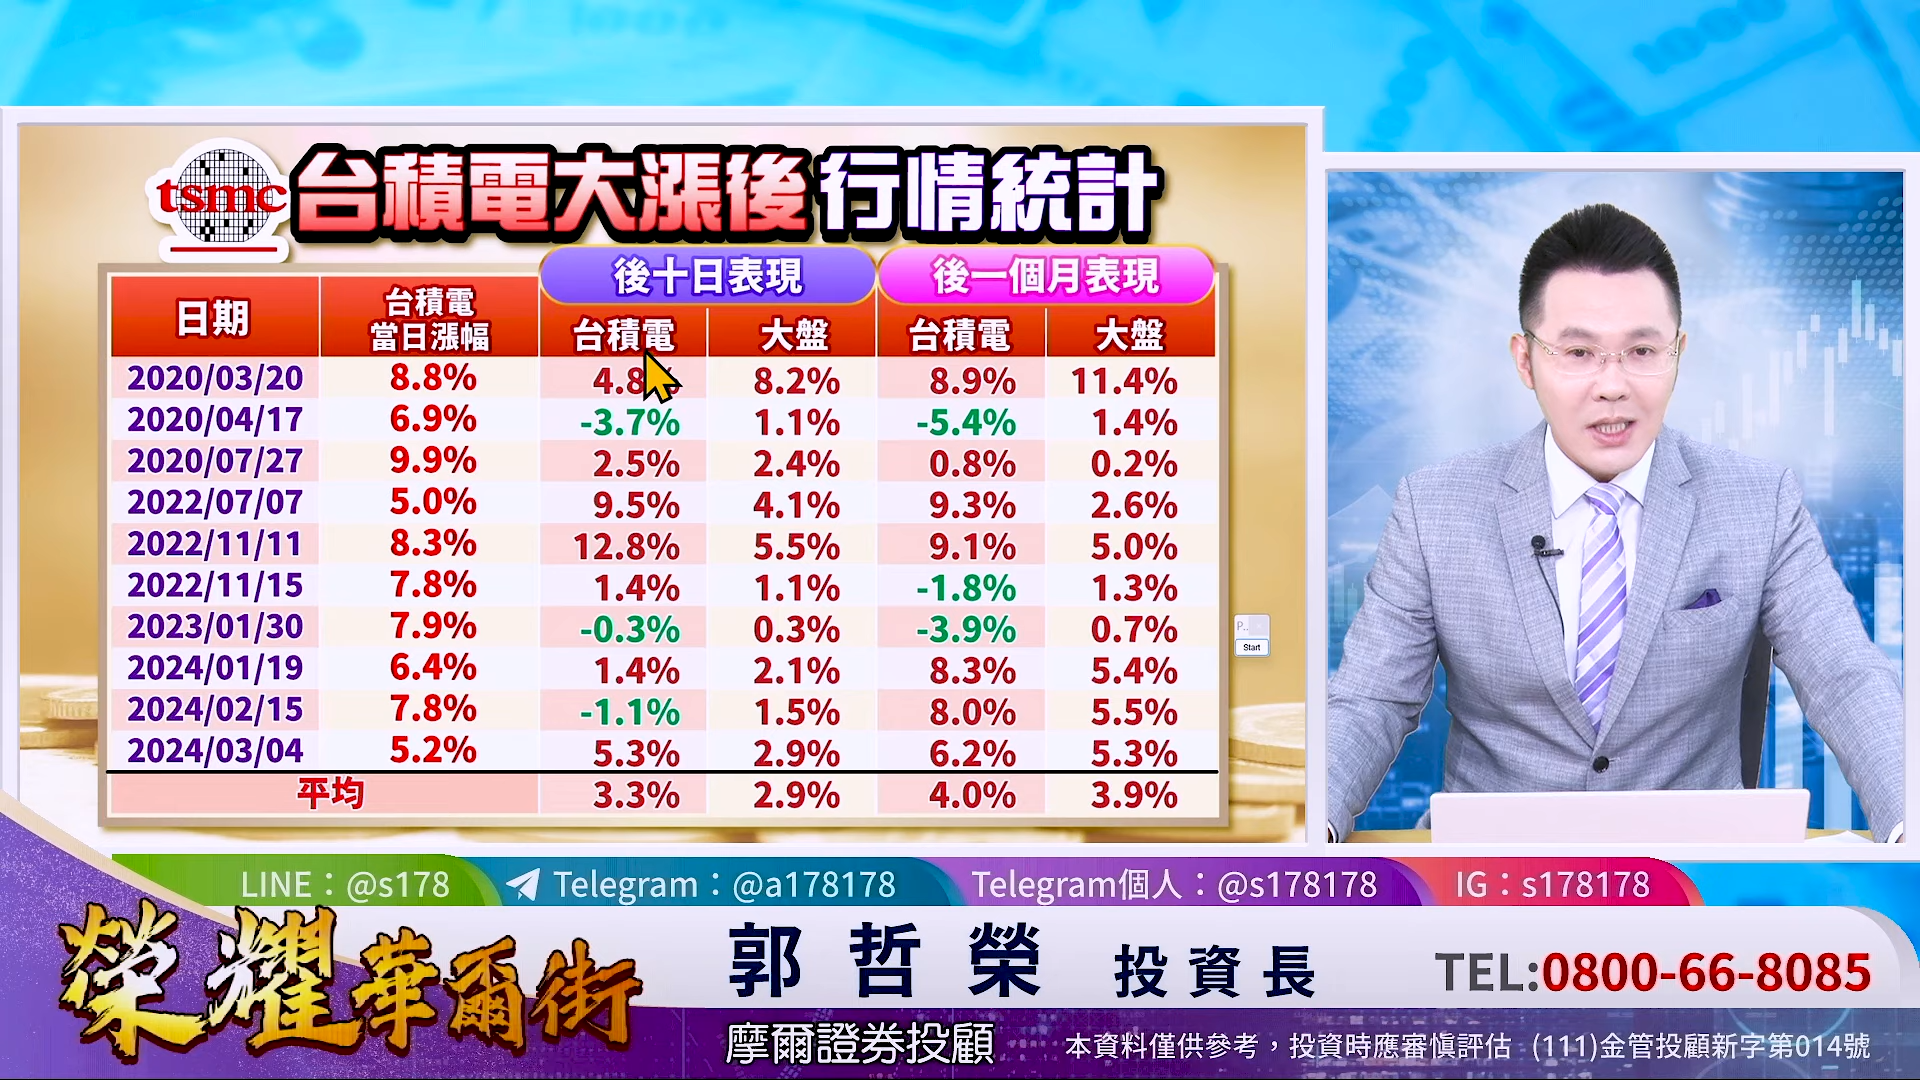 tsmc 台積電大漲後 行情統計
後十日表現 後一個月表現
日期 台積電 當日漲幅 台積電 大盤 台積電 大盤
2020/03/20 8.8% 4.8 8.2% 8.9% 11.4%
2020/04/17 6.9% -3.7% 1.1% -5.4% 1.4%
2020/07/27 9.9% 2.5% 2.4% 0.8% 0.2%
2022/07/07 5.0% 9.5% 4.1% 9.3% 2.6%
2022/11/11 8.3% 12.8% 5.5% 9.1% 5.0%
2022/11/15 7.8% 1.4% 1.1% -1.8% 1.3%
2023/01/30 7.9% -0.3% 0.3% -3.9% 0.7%
2024/01/19 6.4% 1.4% 2.1% 8.3% 5.4%
2024/02/15 7.8% -1.1% 1.5% 8.0% 5.5%
2024/03/04 5.2% 5.3% 2.9% 6.2% 5.3%
平均 3.3% 2.9% 4.0% 3.9%
P...
Start
LINE：@s178 Telegram：@a178178 Telegram個人：@s178178 IG：s178178
榮耀華爾街
郭哲榮 投資長 TEL:0800-66-8085
摩爾證券投顧 本資料僅供參考，投資時應審慎評估 (111)金管投顧新字第014號